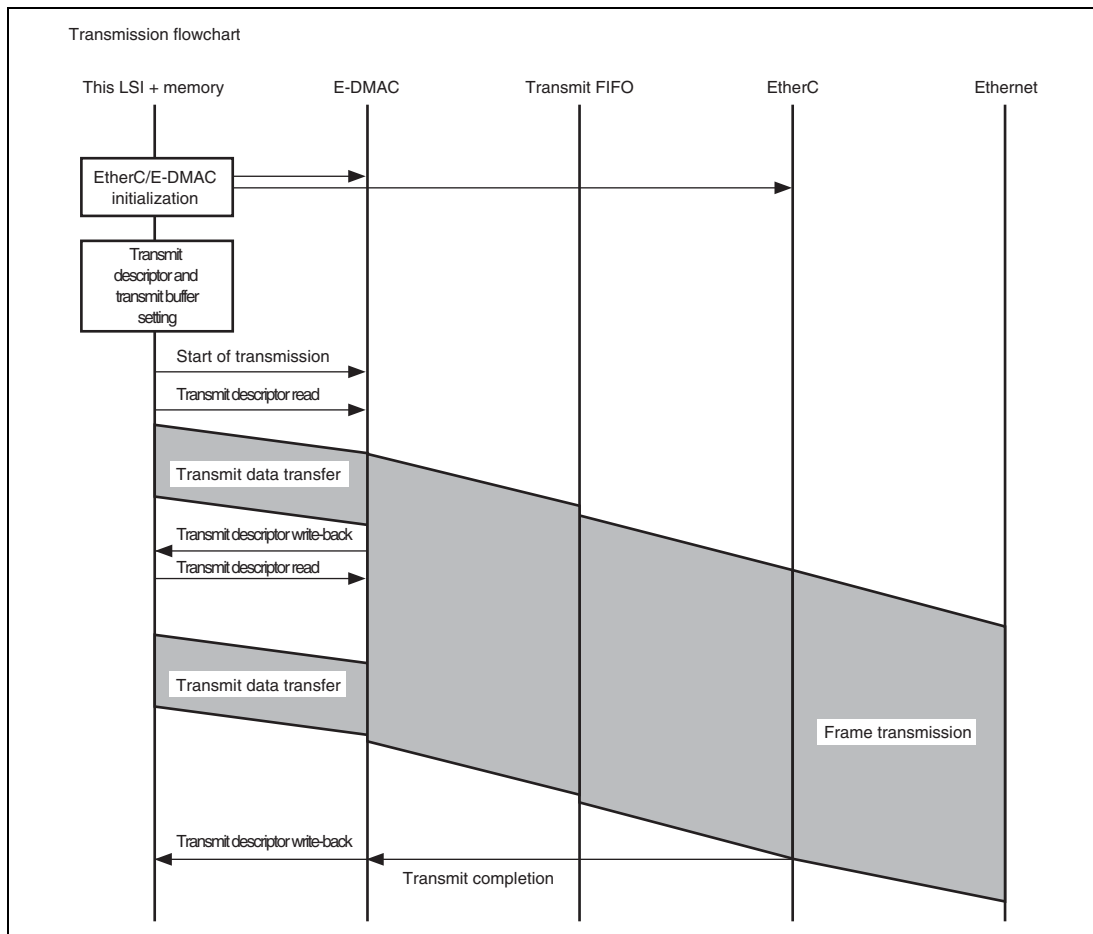 Transmission flowchart
This LSI + memory
E-DMAC
Transmit FIFO
EtherC
Ethernet
EtherC/E-DMAC
initialization
Transmit
descriptor and
transmit buffer
setting
Start of transmission
Transmit descriptor read
Transmit data transfer
Transmit descriptor write-back
Transmit descriptor read
Transmit data transfer
Frame transmission
Transmit descriptor write-back
Transmit completion